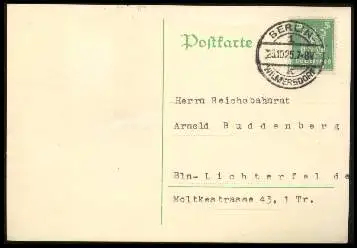 Postkarte
BERLIN
WILMERSDORF
Herrn Reichsbahnrat
Arnold Buddenberg
Bln-Lichterfelde
Moltkestrasse 43, 1 Tr.